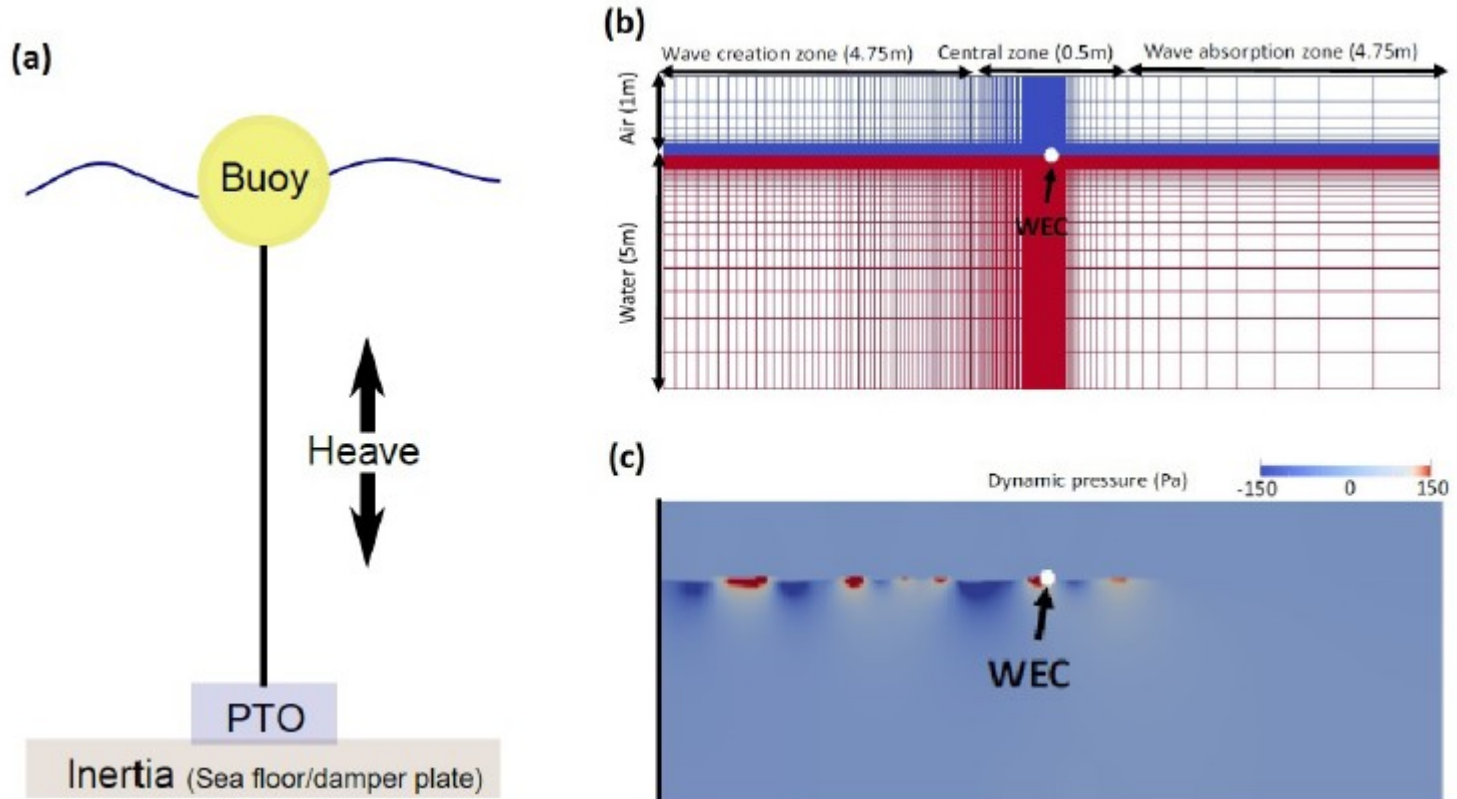 (a)
Buoy
Heave
PTO
Inertia (Sea floor/damper plate)
(b)
Wave creation zone (4.75m) Central zone (0.5m) Wave absorption zone (4.75m)
Air (1m)
Water (5m)
WEC
(c)
Dynamic pressure (Pa)
-150 0 150
WEC